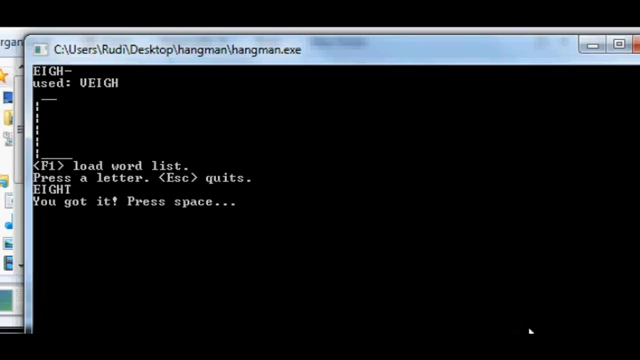 C:\Users\Rudi\Desktop\hangman\hangman.exe
EIGH-
used: VEIGH
<F1> load word list.
Press a letter. <Esc> quits.
EIGHT
You got it! Press space...